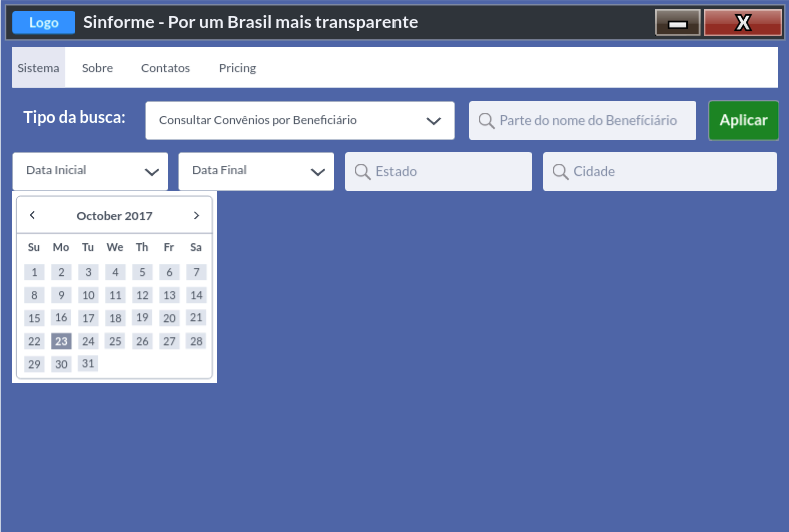 Logo Sinforme - Por um Brasil mais transparente X
Sistema Sobre Contatos Pricing
Tipo da busca: Consultar Convênios por Beneficiário Parte do nome do Benefíciário Aplicar
Data Inicial Data Final Estado Cidade
October 2017
Su Mo Tu We Th Fr Sa
1 2 3 4 5 6 7
8 9 10 11 12 13 14
15 16 17 18 19 20 21
22 23 24 25 26 27 28
29 30 31